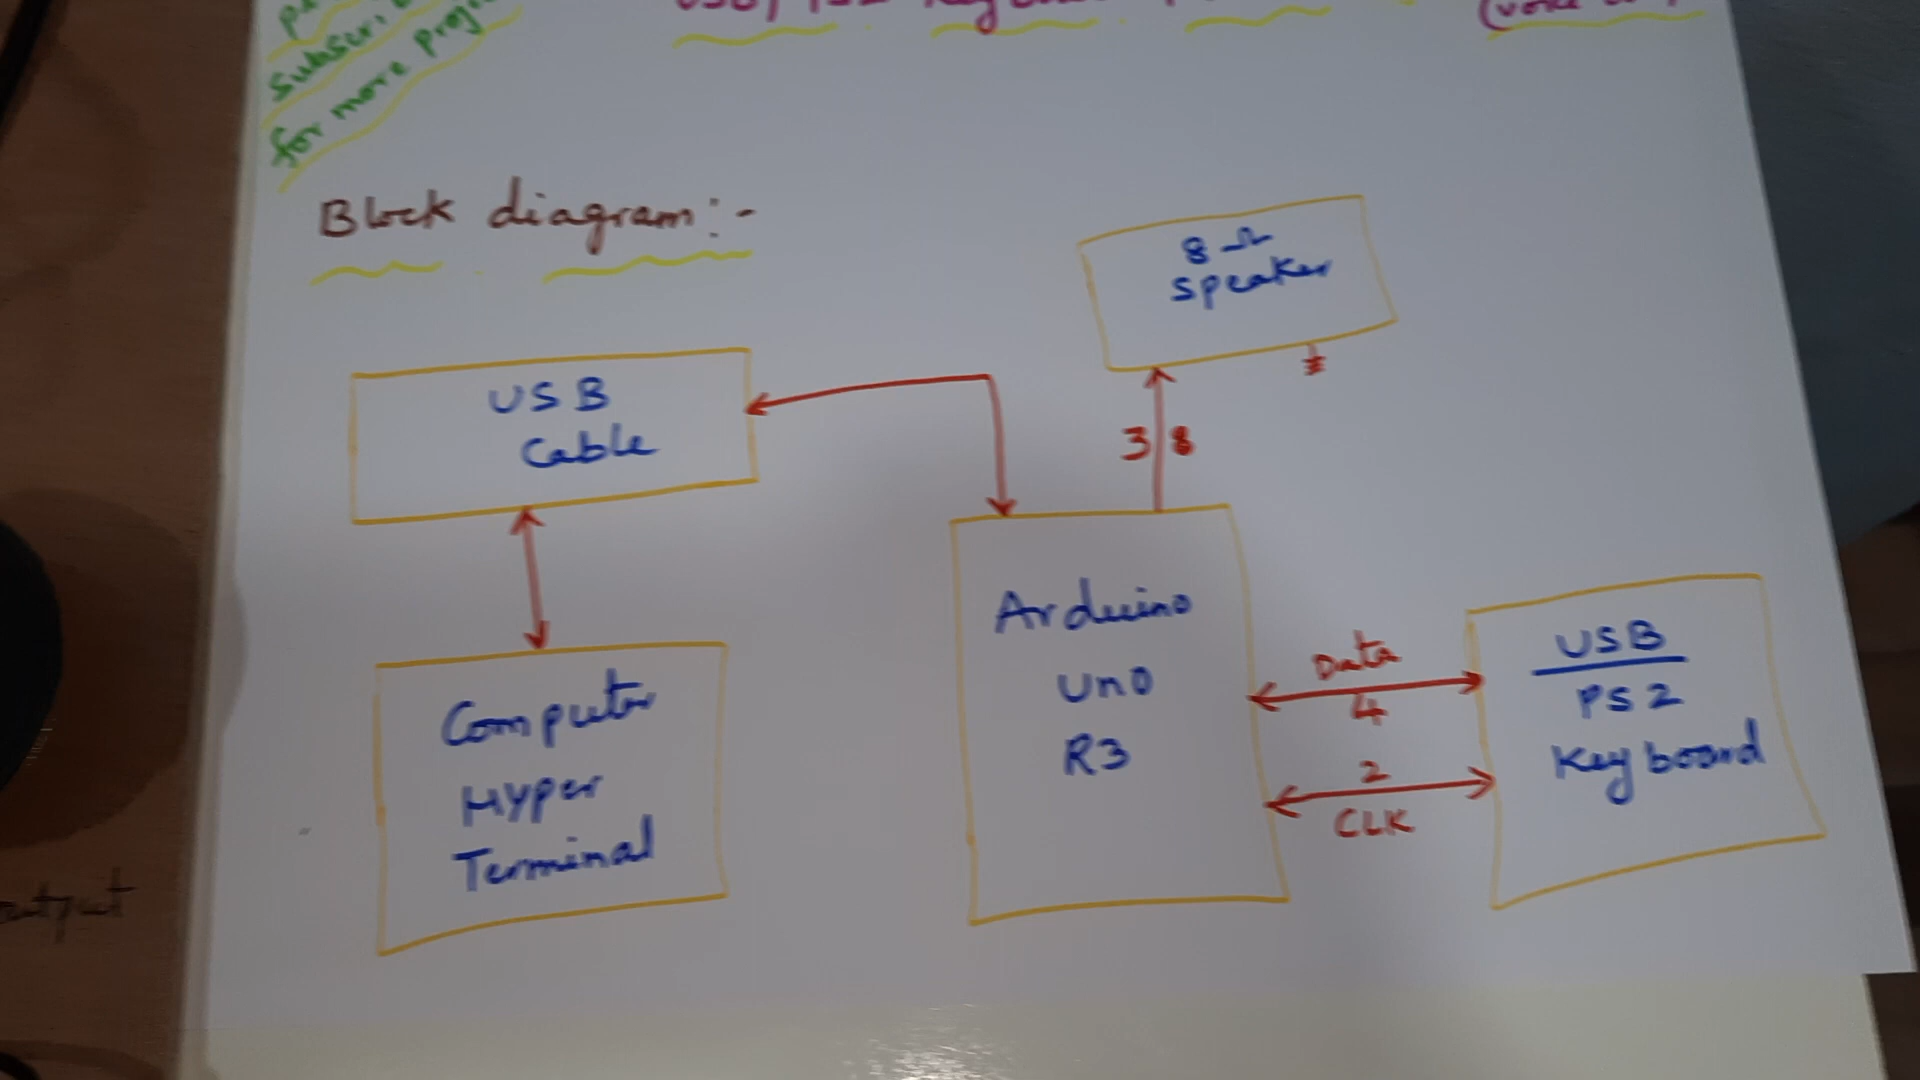 Subscri
for more proj
Block diagram:-
8 Ω
Speaker
USB
Cable
3 8
Arduino
UNO
R3
Data
4
2
CLK
USB
PS2
Keyboard
Computer
Hyper
Terminal